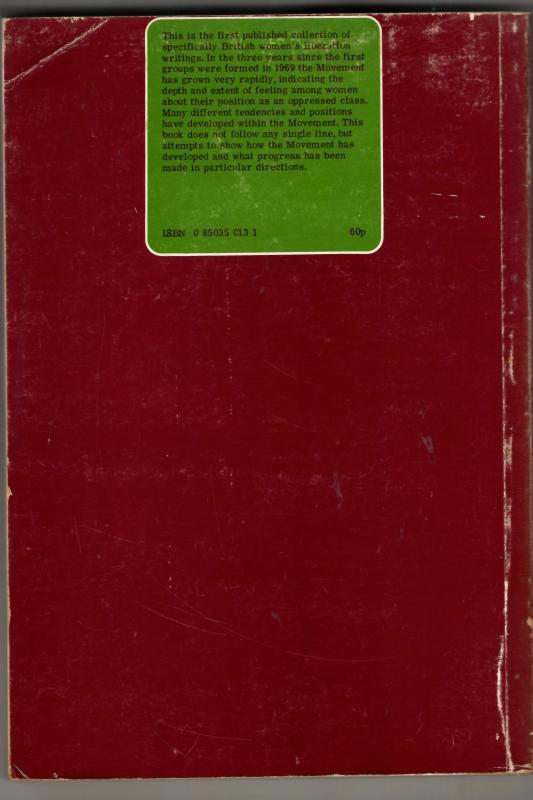 This is the first published collection of
specifically British women's liberation
writings. In the three years since the first
groups were formed in 1969 the Movement
has grown very rapidly, indicating the
depth and extent of feeling among women
about their position as an oppressed class.
Many different tendencies and positions
have developed within the Movement. This
book does not follow any single line, but
attempts to show how the Movement has
developed and what progress has been
made in particular directions.
ISBN 0 85035 013 1 60p